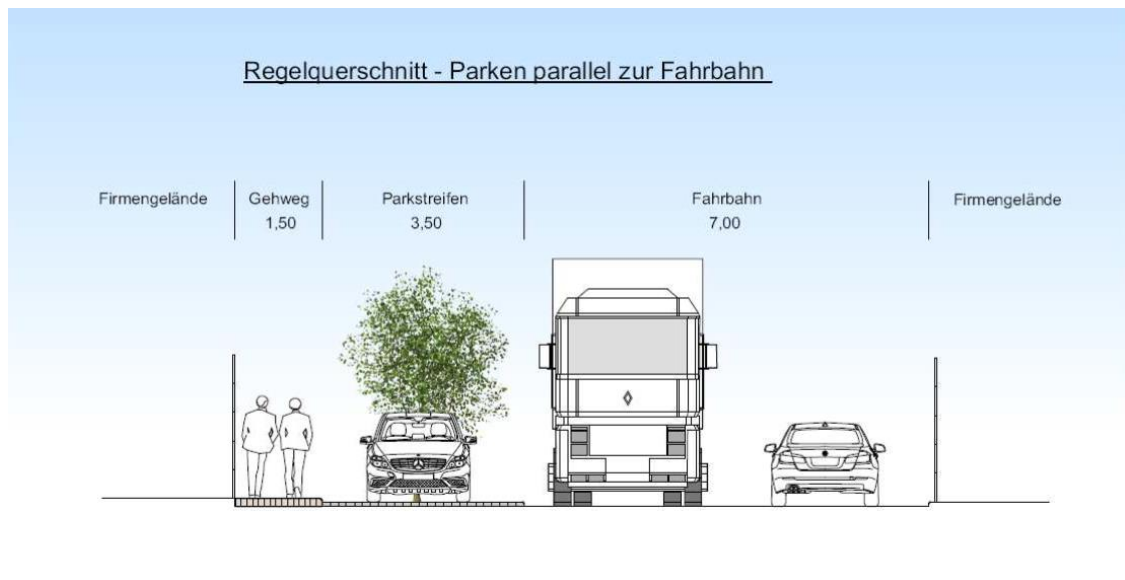 Regelquerschnitt - Parken parallel zur Fahrbahn
Firmengelände
Gehweg
1,50
Parkstreifen
3,50
Fahrbahn
7,00
Firmengelände